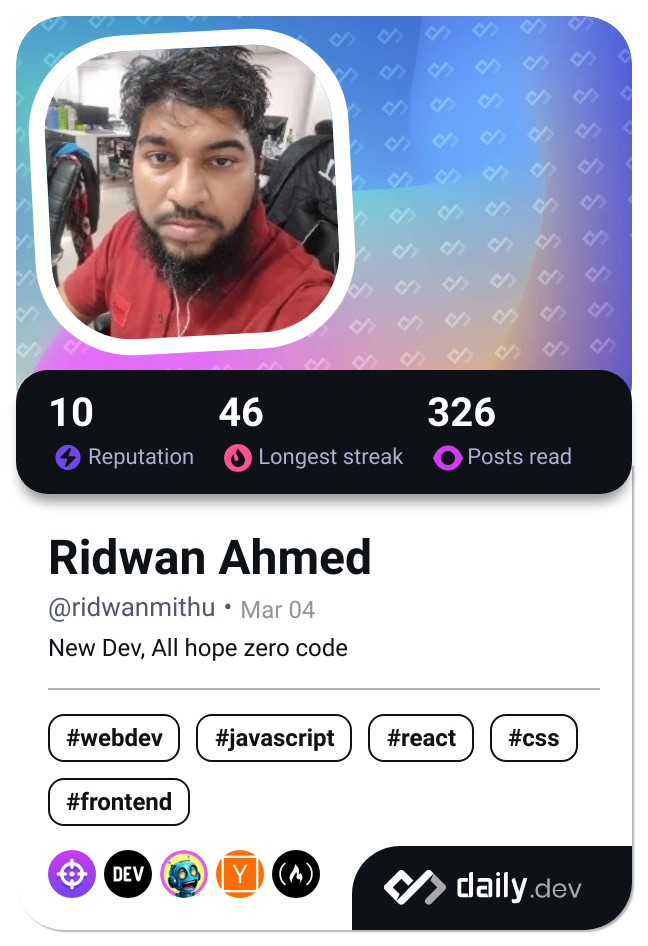 10 46 326
Reputation Longest streak Posts read
Ridwan Ahmed
@ridwanmithu • Mar 04
New Dev, All hope zero code
#webdev #javascript #react #css
#frontend
DEV Y
daily.dev